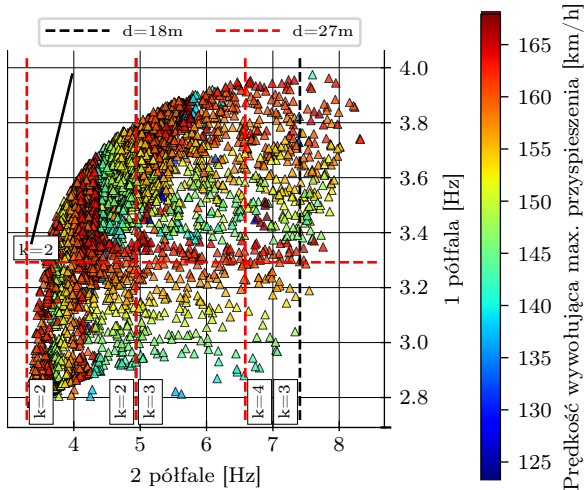 d=18m
d=27m
k=2
k=2
k=2
k=3
k=4
k=3
4.0
3.8
3.6
3.4
3.2
3.0
2.8
1 półfala [Hz]
4
5
6
7
8
2 półfale [Hz]
165
160
155
150
145
140
135
130
125
Prędkość wywołująca max. przyspieszenia [km/h]